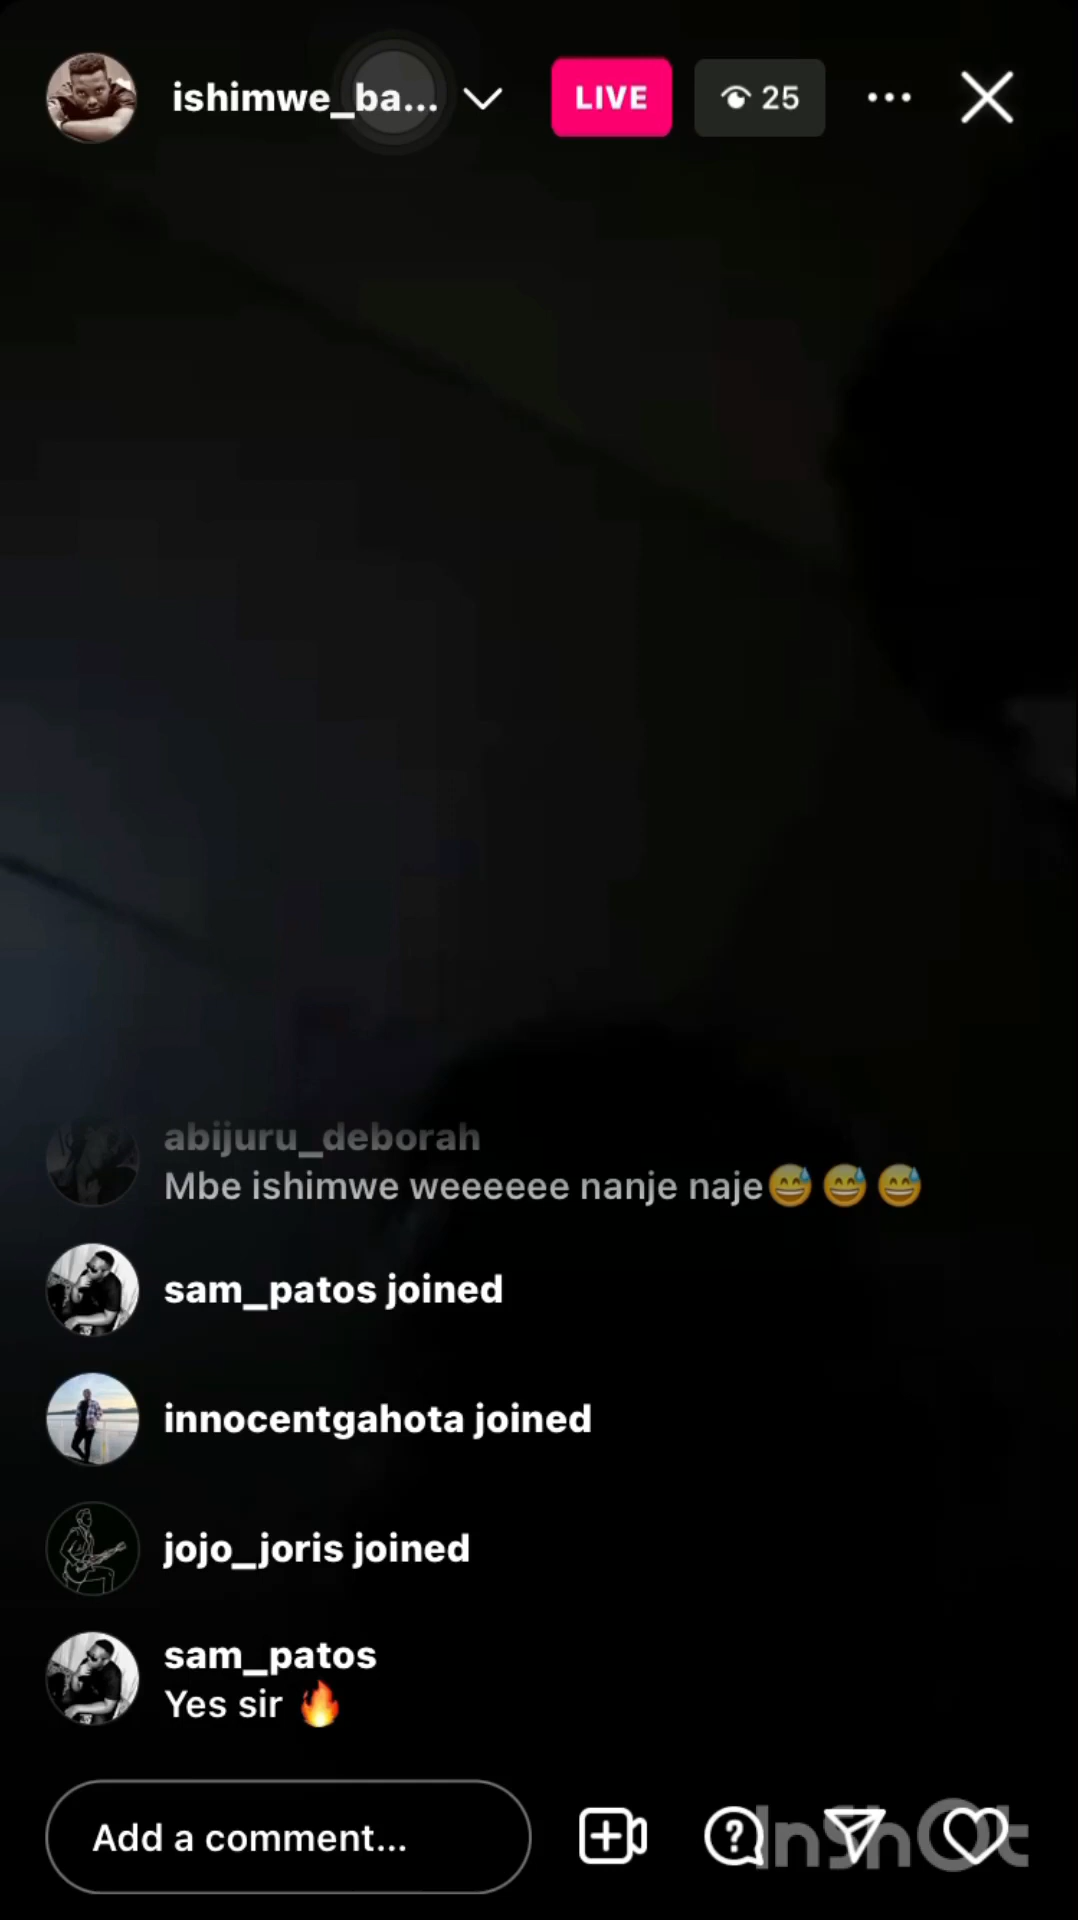 ishimwe_ba...
LIVE
25
abijuru_deborah
Mbe ishimwe weeeeee nanje naje😅😅😅
sam_patos joined
innocentgahota joined
jojo_joris joined
sam_patos
Yes sir 🔥
Add a comment...
InShOt